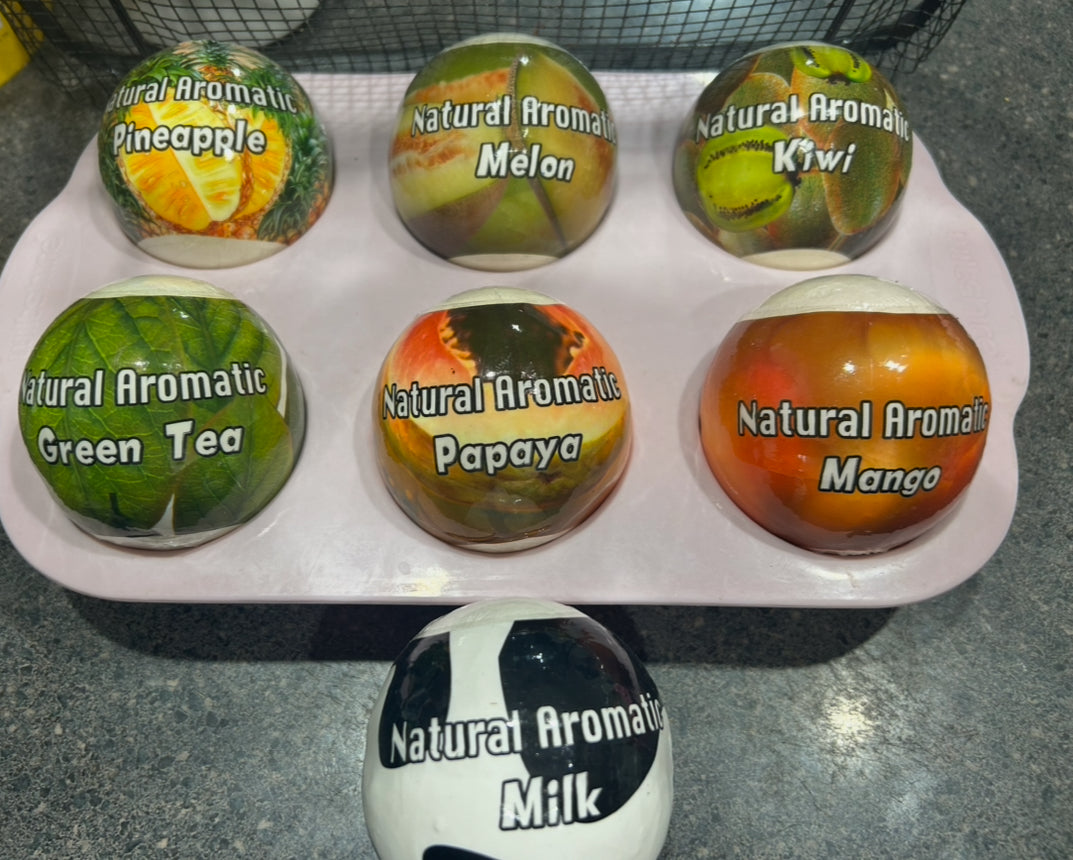 atural Aromatic
Pineapple
Natural Aromatic
Melon
Natural Aromatic
Kiwi
Natural Aromatic
Green Tea
Natural Aromatic
Papaya
Natural Aromatic
Mango
Natural Aromatic
Milk